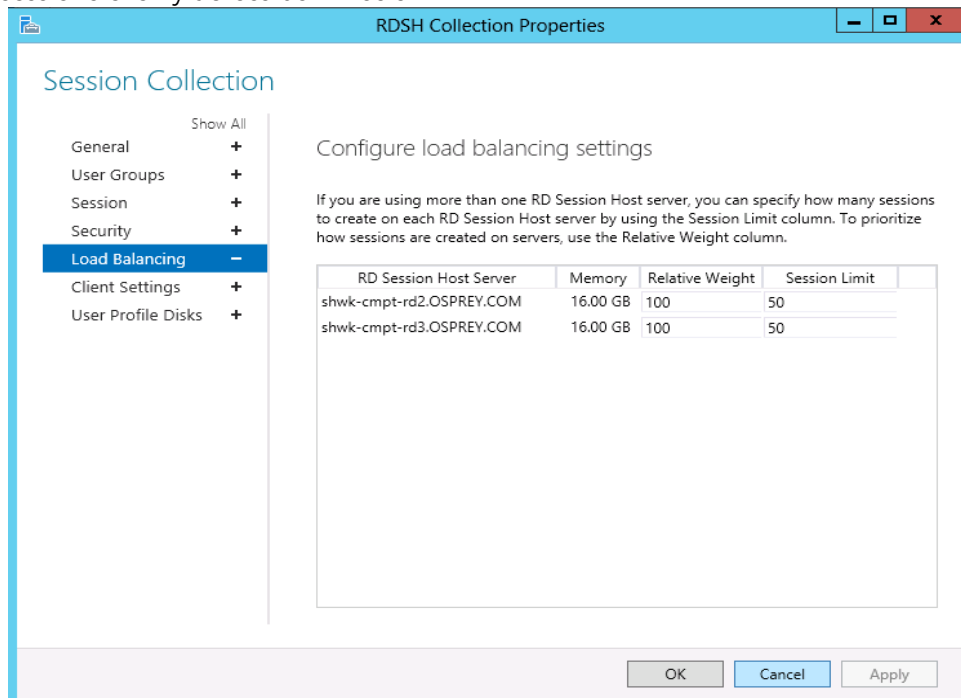 RDSH Collection Properties
Session Collection
Show All
General +
User Groups +
Session +
Security +
Load Balancing –
Client Settings +
User Profile Disks +
Configure load balancing settings
If you are using more than one RD Session Host server, you can specify how many sessions
to create on each RD Session Host server by using the Session Limit column. To prioritize
how sessions are created on servers, use the Relative Weight column.
RD Session Host Server Memory Relative Weight Session Limit
shwk-cmpt-rd2.OSPREY.COM 16.00 GB 100 50
shwk-cmpt-rd3.OSPREY.COM 16.00 GB 100 50
OK Cancel Apply